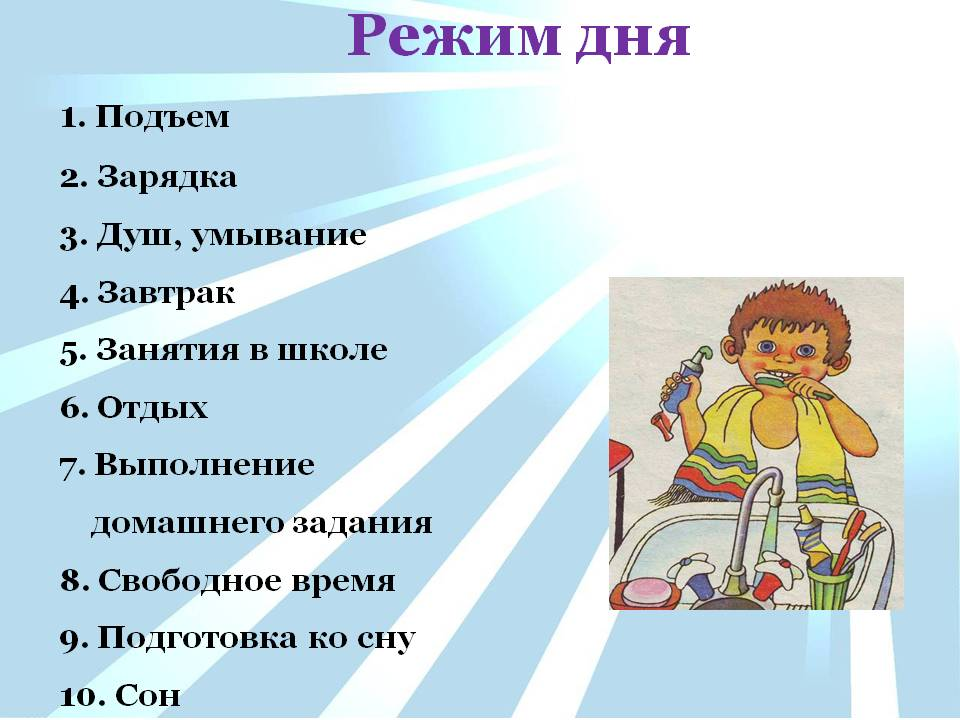 Режим дня
1. Подъем
2. Зарядка
3. Душ, умывание
4. Завтрак
5. Занятия в школе
6. Отдых
7. Выполнение
домашнего задания
8. Свободное время
9. Подготовка ко сну
10. Сон